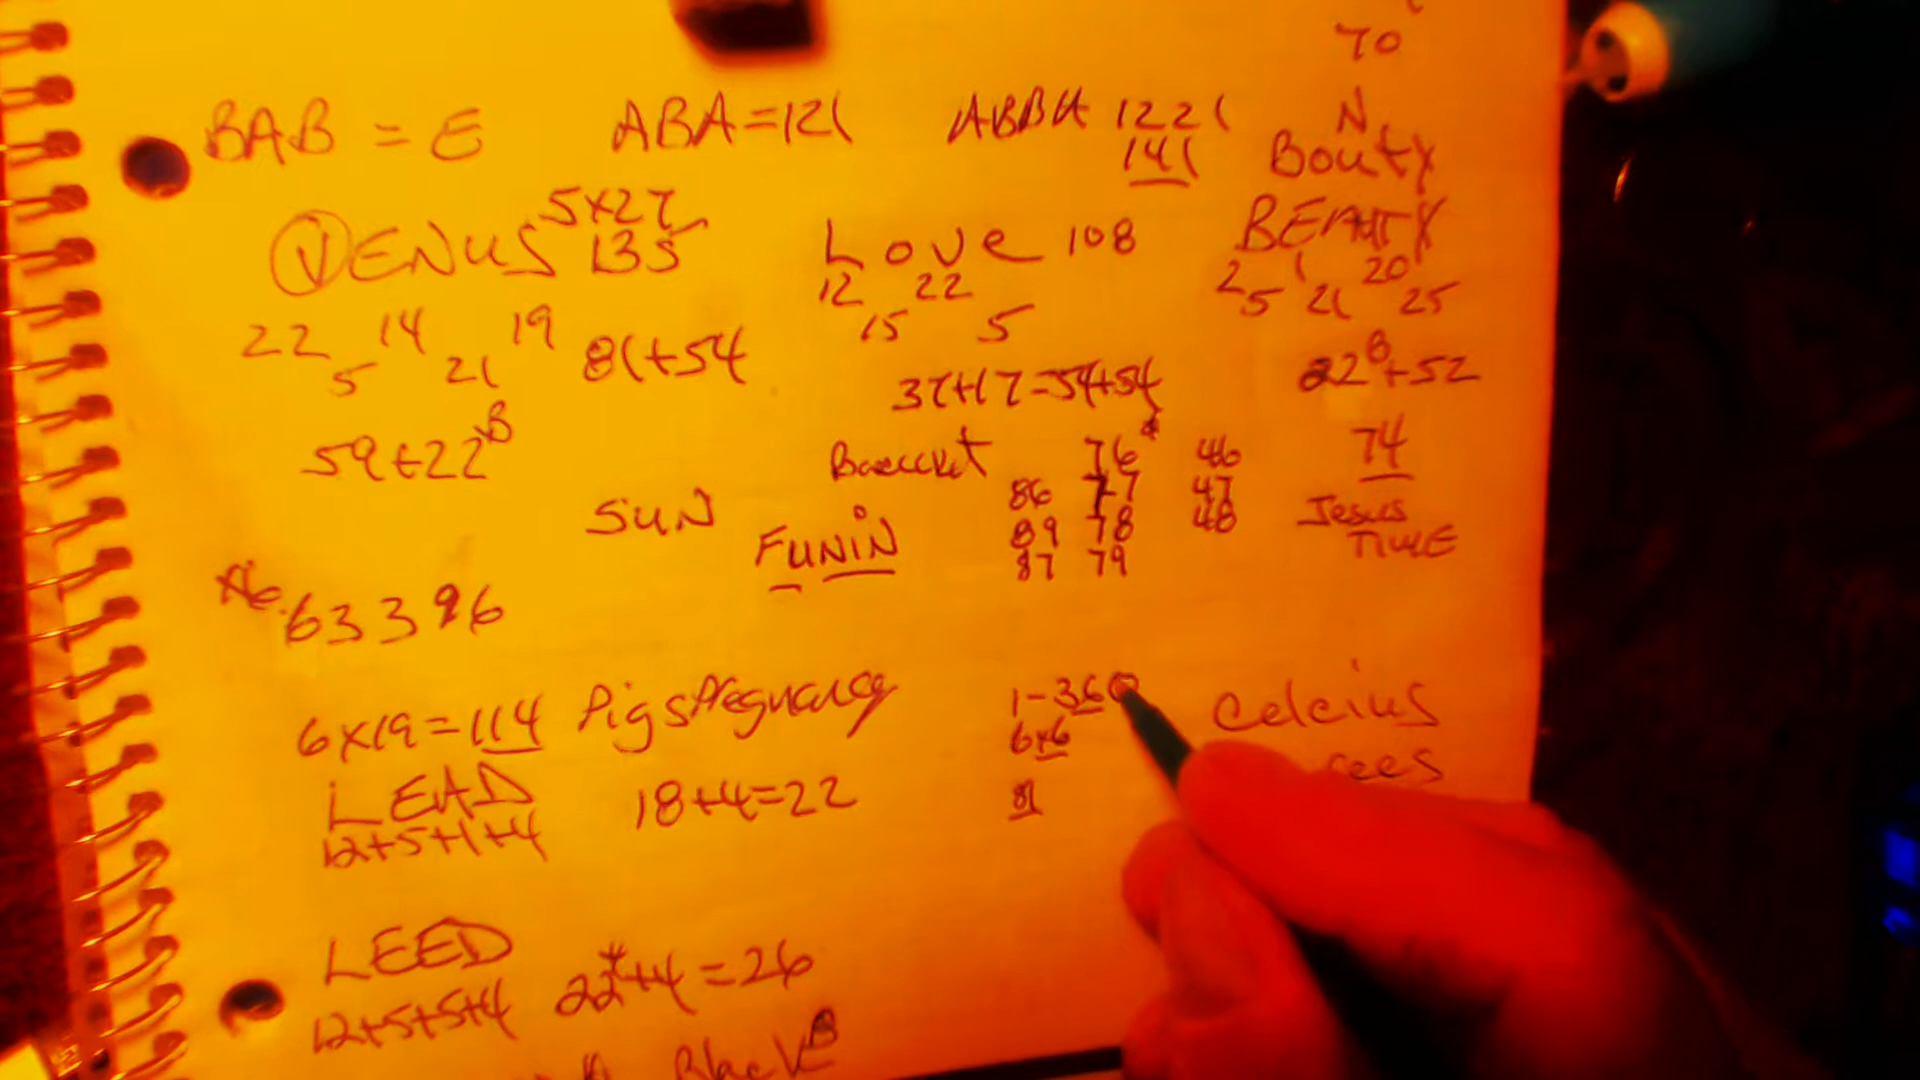 70
BAB = E ABA=121 ABBA 1221 N
141 Bouty
VENUS 5x27 LOVE 108 BEAUTY
135
22 5 14 21 19 81+54 12 15 22 5 2 5 1 21 20 25
37+17=54+54 22 B+52
59+22 B 76 46 74
86 77 47
SUN 89 78 48 Jesus
FUNIN 87 79 TIME
63396
6x19=114 Pigs Pregnancy 1-360 Celcius
6x6
LEAD 18+4=22 81
12+5+1+4
LEED
12+5+5+4 22*+4=26
Black B